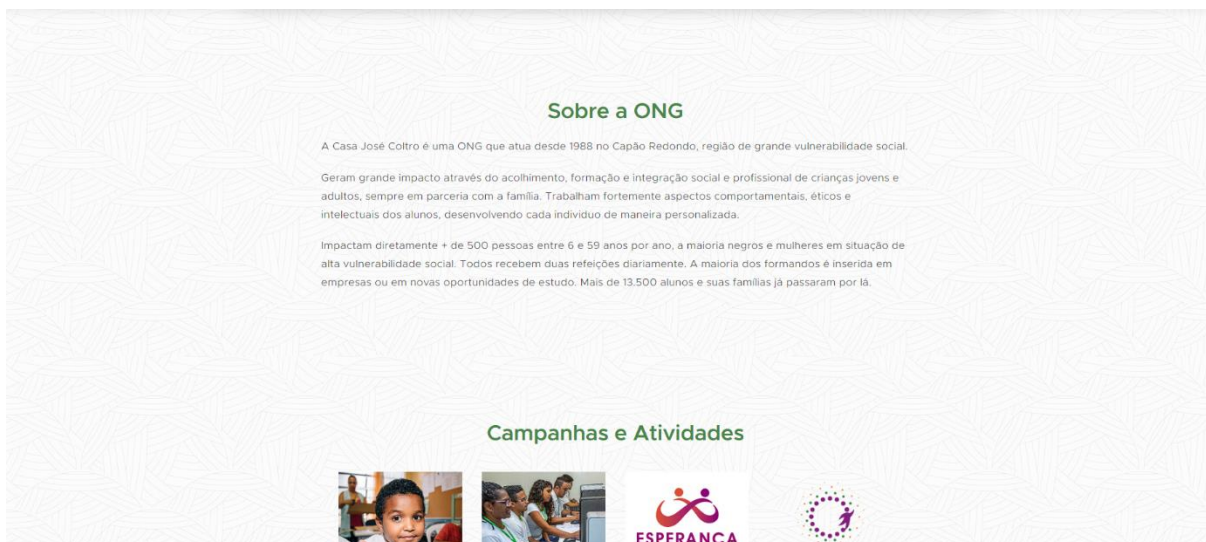 Sobre a ONG
A Casa José Coltro é uma ONG que atua desde 1988 no Capão Redondo, região de grande vulnerabilidade social.
Geram grande impacto através do acolhimento, formação e integração social e profissional de crianças jovens e
adultos, sempre em parceria com a família. Trabalham fortemente aspectos comportamentais, éticos e
intelectuais dos alunos, desenvolvendo cada individuo de maneira personalizada.
Impactam diretamente + de 500 pessoas entre 6 e 59 anos por ano, a maioria negros e mulheres em situação de
alta vulnerabilidade social. Todos recebem duas refeições diariamente. A maioria dos formandos é inserida em
empresas ou em novas oportunidades de estudo. Mais de 13.500 alunos e suas famílias já passaram por lá.
Campanhas e Atividades
ESPERANÇA